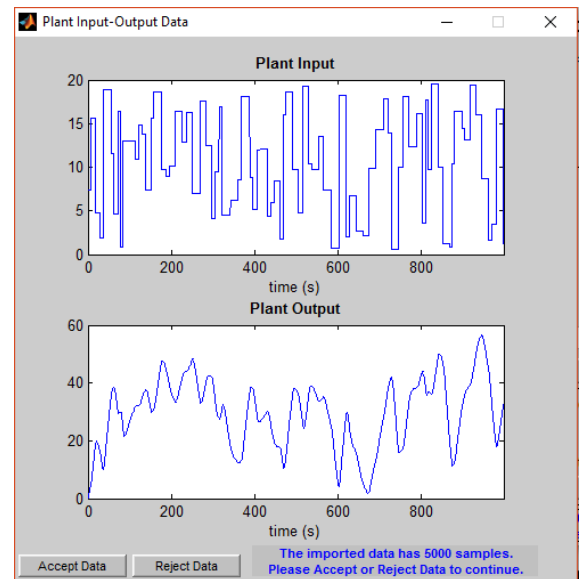 Plant Input-Output Data
Plant Input
20
15
10
5
0
0 200 400 600 800
time (s)
Plant Output
60
40
20
0
0 200 400 600 800
time (s)
Accept Data Reject Data
The imported data has 5000 samples.
Please Accept or Reject Data to continue.